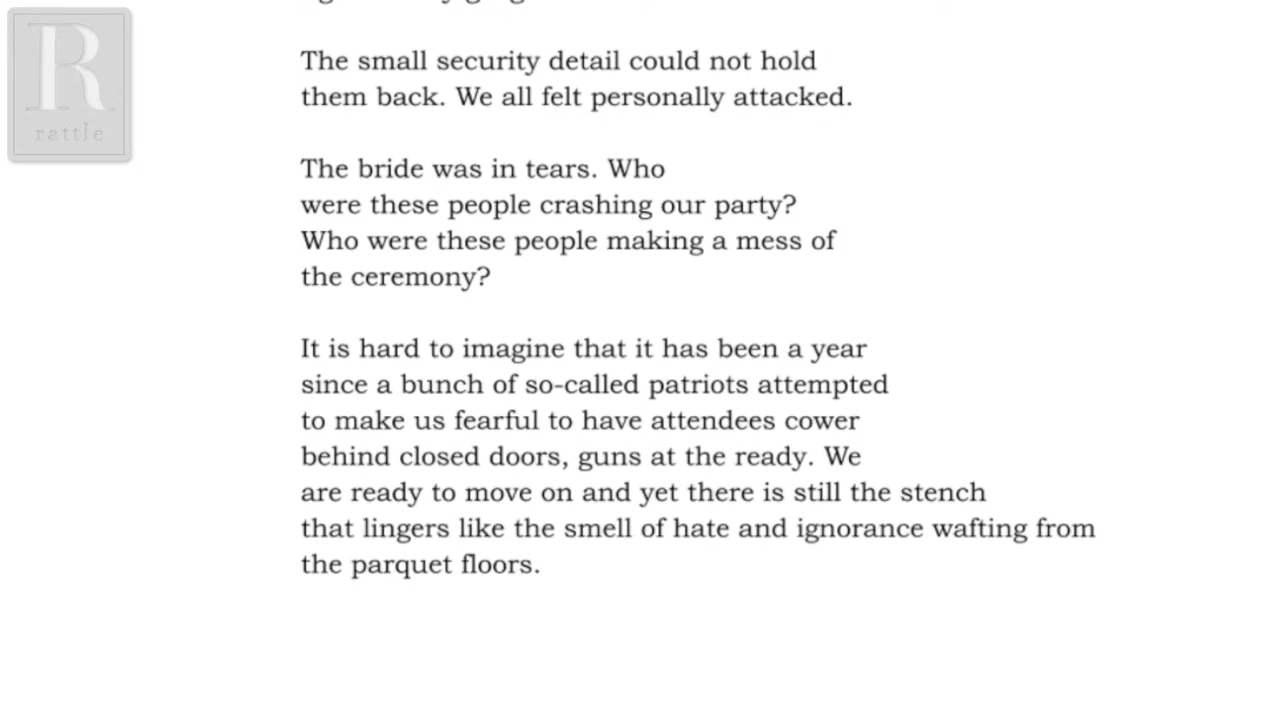 R
rattle
The small security detail could not hold
them back. We all felt personally attacked.
The bride was in tears. Who
were these people crashing our party?
Who were these people making a mess of
the ceremony?
It is hard to imagine that it has been a year
since a bunch of so-called patriots attempted
to make us fearful to have attendees cower
behind closed doors, guns at the ready. We
are ready to move on and yet there is still the stench
that lingers like the smell of hate and ignorance wafting from
the parquet floors.